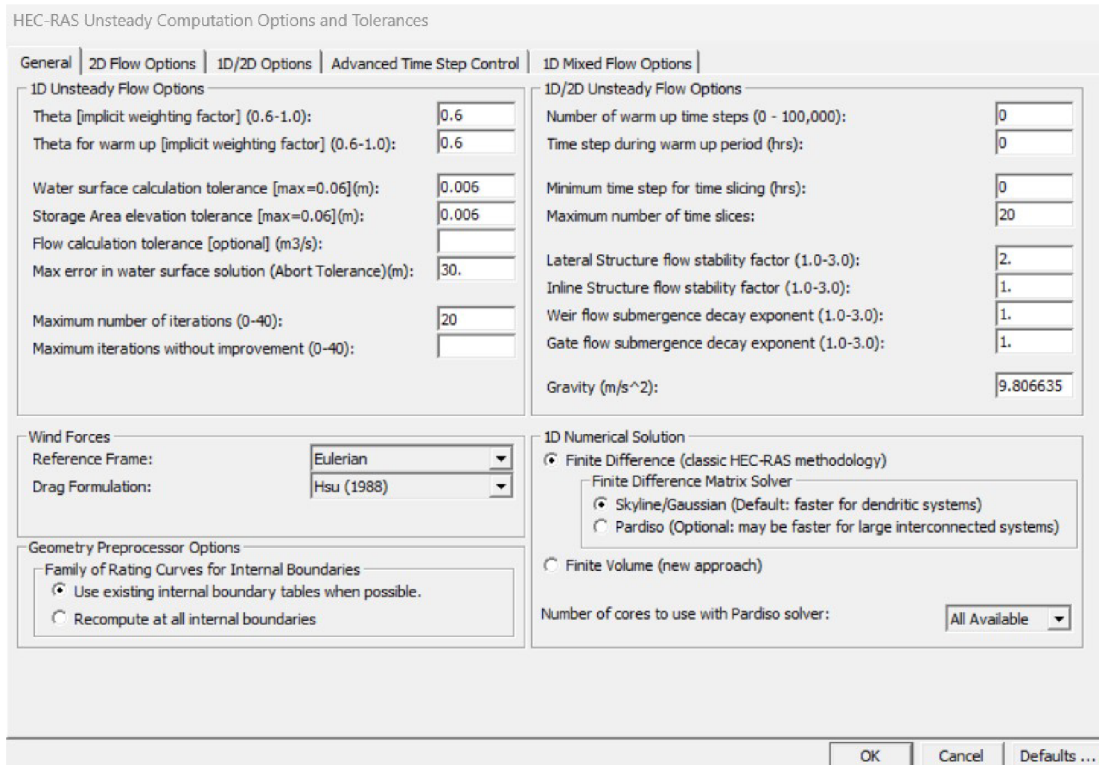 HEC-RAS Unsteady Computation Options and Tolerances
General 2D Flow Options 1D/2D Options Advanced Time Step Control 1D Mixed Flow Options
1D Unsteady Flow Options
Theta [implicit weighting factor] (0.6-1.0): 0.6
Theta for warm up [implicit weighting factor] (0.6-1.0): 0.6
Water surface calculation tolerance [max=0.06](m): 0.006
Storage Area elevation tolerance [max=0.06](m): 0.006
Flow calculation tolerance [optional] (m3/s):
Max error in water surface solution (Abort Tolerance)(m): 30.
Maximum number of iterations (0-40): 20
Maximum iterations without improvement (0-40):
1D/2D Unsteady Flow Options
Number of warm up time steps (0 - 100,000): 0
Time step during warm up period (hrs): 0
Minimum time step for time slicing (hrs): 0
Maximum number of time slices: 20
Lateral Structure flow stability factor (1.0-3.0): 2.
Inline Structure flow stability factor (1.0-3.0): 1.
Weir flow submergence decay exponent (1.0-3.0): 1.
Gate flow submergence decay exponent (1.0-3.0): 1.
Gravity (m/s^2): 9.806635
Wind Forces
Reference Frame: Eulerian
Drag Formulation: Hsu (1988)
Geometry Preprocessor Options
Family of Rating Curves for Internal Boundaries
Use existing internal boundary tables when possible.
Recompute at all internal boundaries
1D Numerical Solution
Finite Difference (classic HEC-RAS methodology)
Finite Difference Matrix Solver
Skyline/Gaussian (Default: faster for dendritic systems)
Pardiso (Optional: may be faster for large interconnected systems)
Finite Volume (new approach)
Number of cores to use with Pardiso solver: All Available
OK Cancel Defaults ...